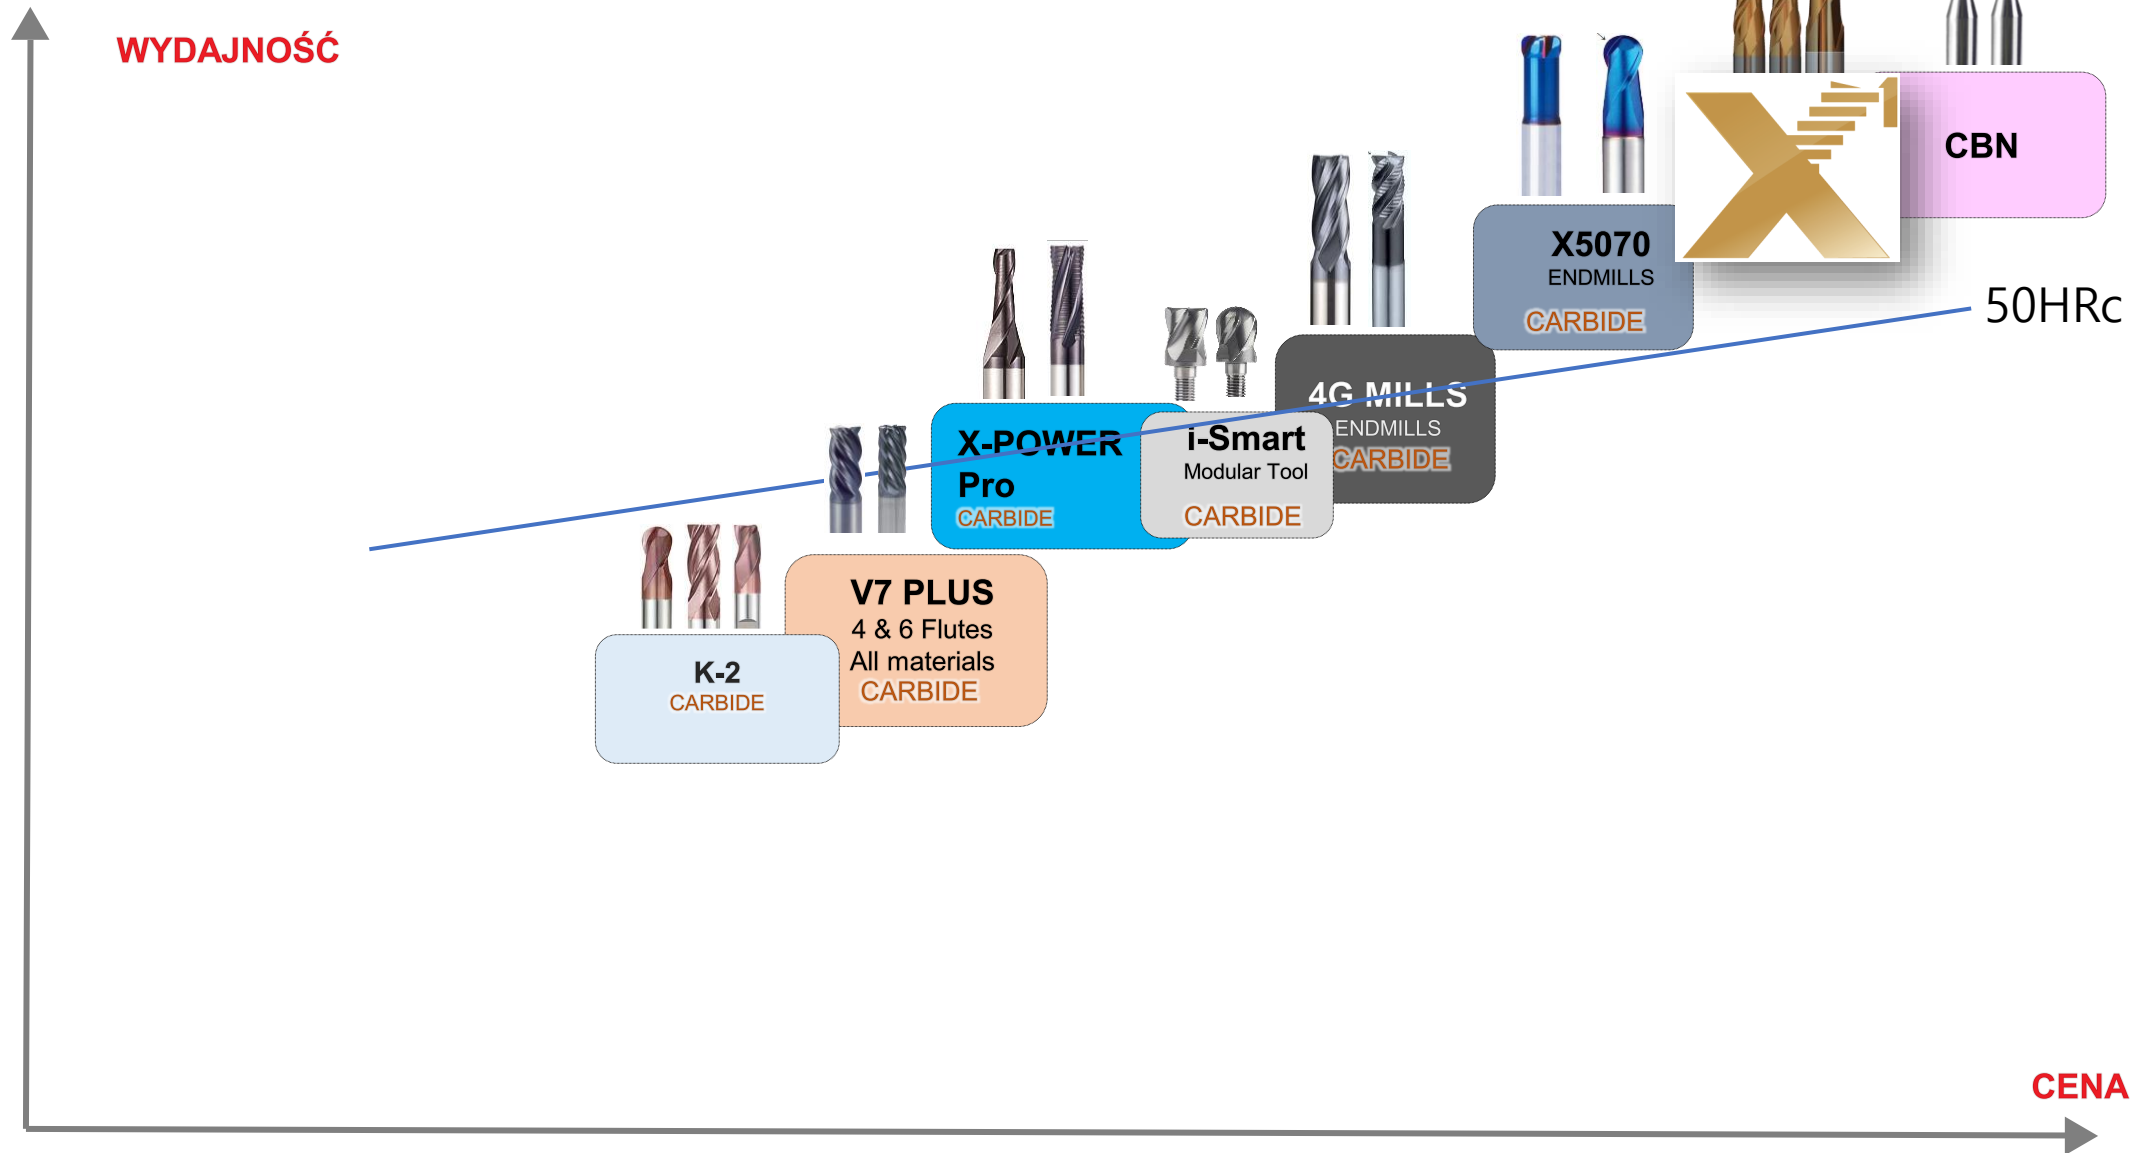 WYDAJNOŚĆ
CBN
X
X5070
ENDMILLS
CARBIDE
50HRc
4G MILLS
ENDMILLS
CARBIDE
X-POWER
Pro
CARBIDE
i-Smart
Modular Tool
CARBIDE
V7 PLUS
4 & 6 Flutes
All materials
CARBIDE
K-2
CARBIDE
CENA